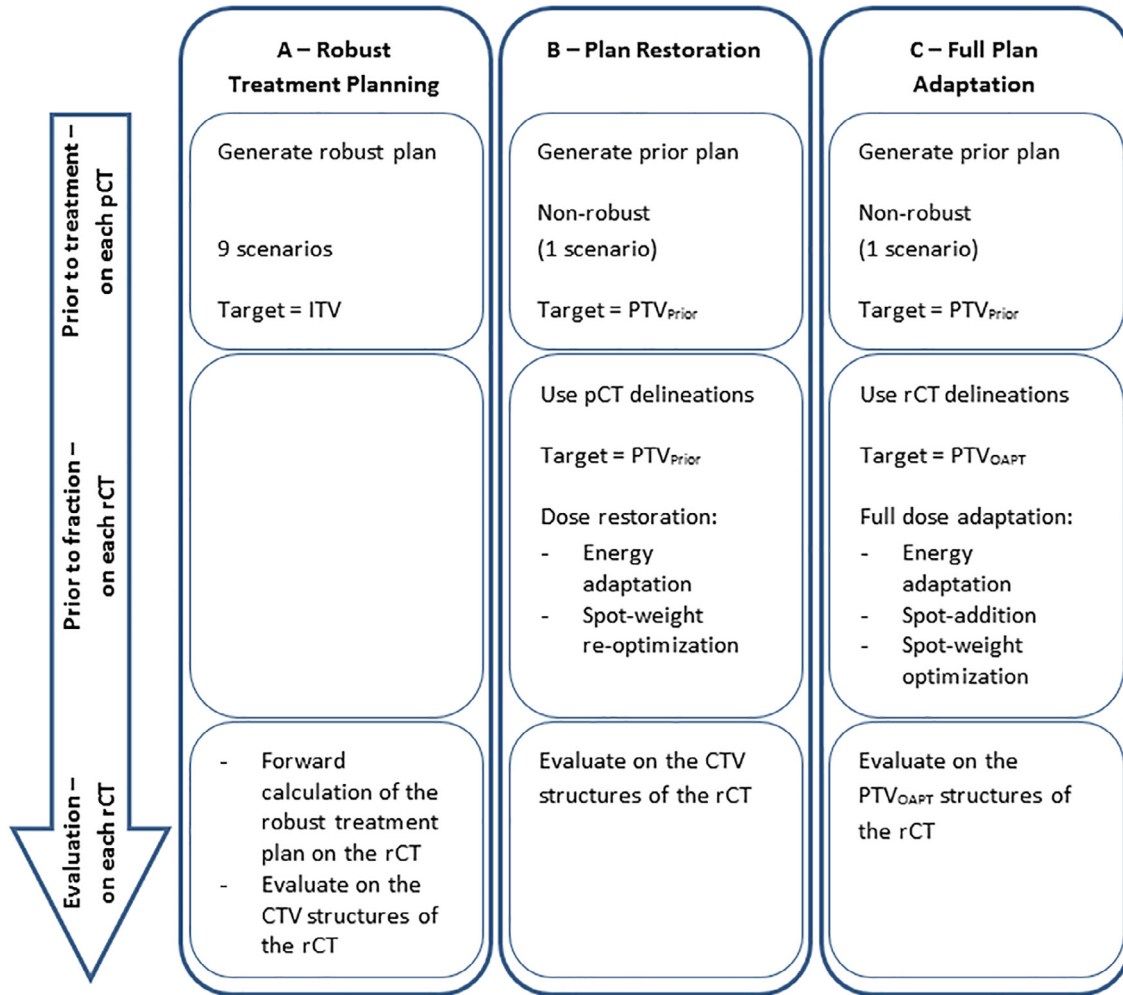 A – Robust
Treatment Planning
B – Plan Restoration
C – Full Plan
Adaptation
Prior to treatment –
on each pCT
Generate robust plan
9 scenarios
Target = ITV
Generate prior plan
Non-robust
(1 scenario)
Target = PTVPrior
Generate prior plan
Non-robust
(1 scenario)
Target = PTVPrior
Prior to fraction –
on each rCT
Use pCT delineations
Target = PTVPrior
Dose restoration:
- Energy
adaptation
- Spot-weight
re-optimization
Use rCT delineations
Target = PTVOAPT
Full dose adaptation:
- Energy
adaptation
- Spot-addition
- Spot-weight
optimization
Evaluation –
on each rCT
- Forward
calculation of the
robust treatment
plan on the rCT
- Evaluate on the
CTV structures of
the rCT
Evaluate on the CTV
structures of the rCT
Evaluate on the
PTVOAPT structures of
the rCT